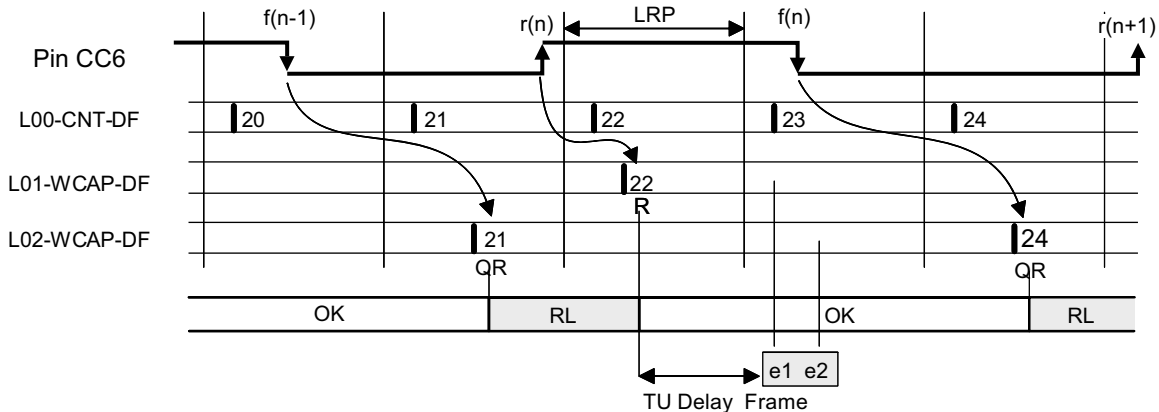 f(n-1) r(n) LRP f(n) r(n+1)
Pin CC6
L00-CNT-DF 20 21 22 23 24
L01-WCAP-DF 22
R
L02-WCAP-DF 21 24
QR QR
OK RL OK RL
e1 e2
TU Delay Frame